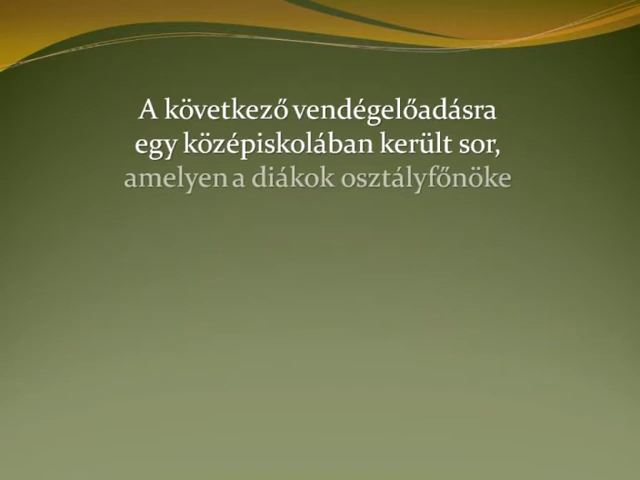 A következő vendégelőadásra
egy középiskolában került sor,
amelyen a diákok osztályfőnöke